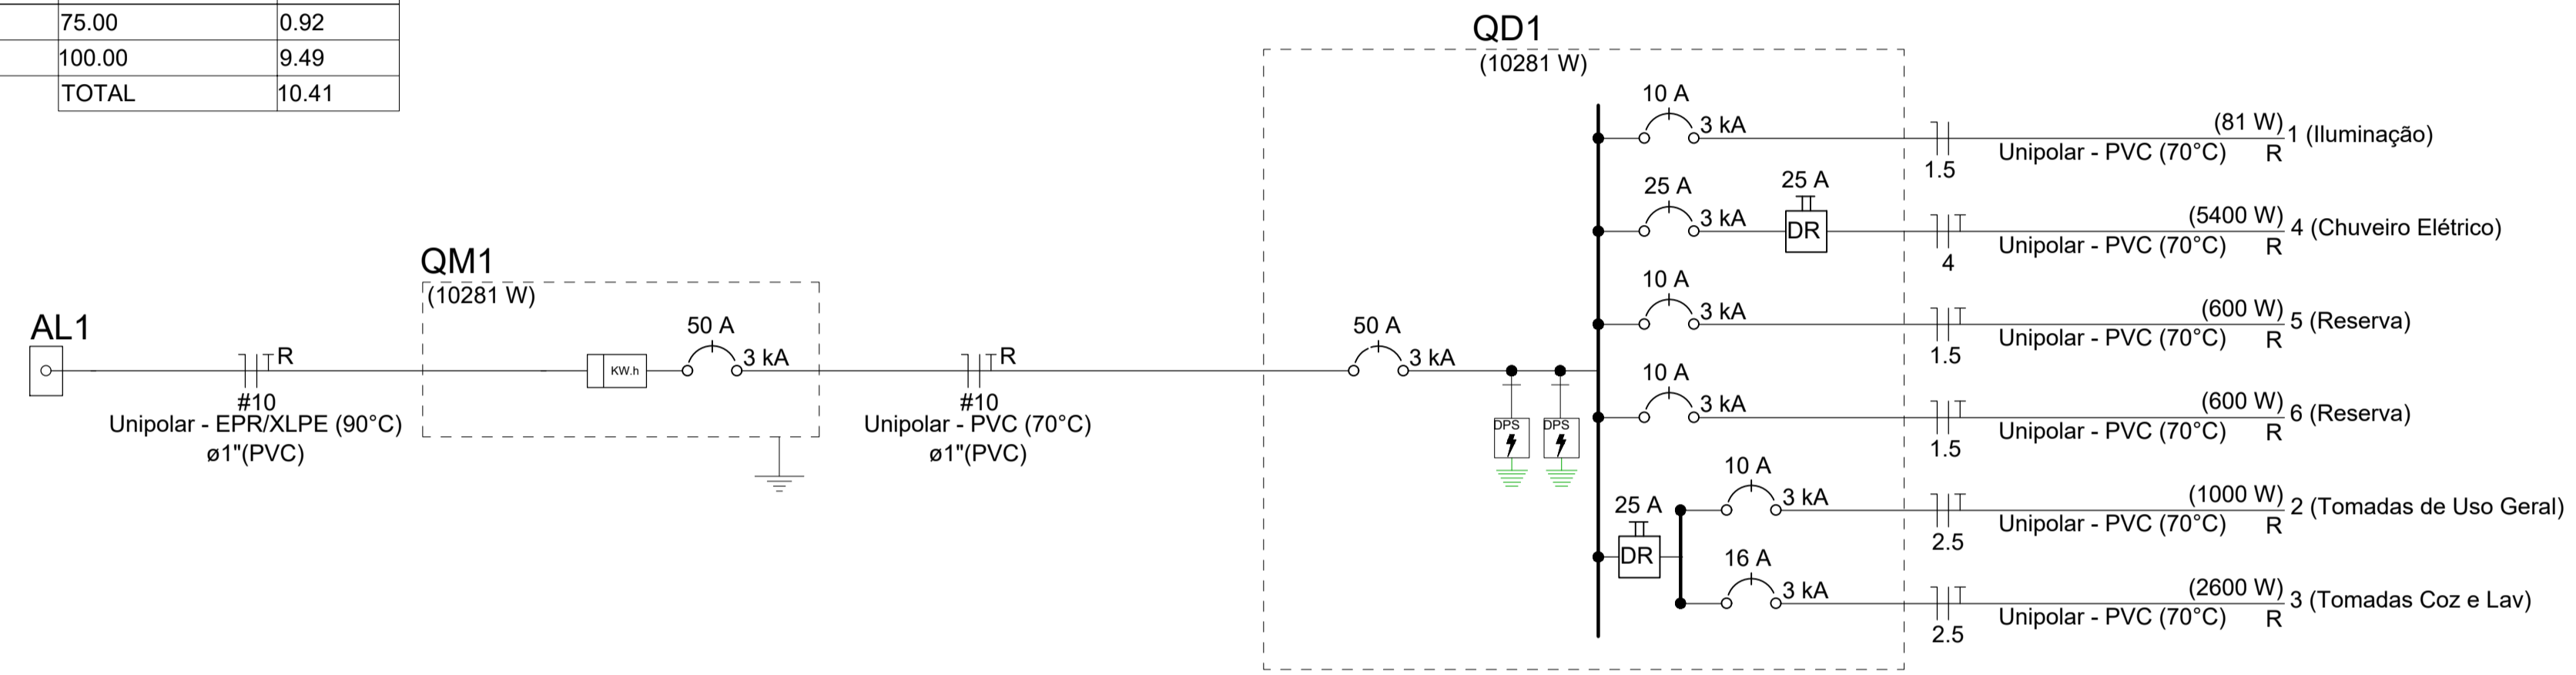 75.00 0.92
100.00 9.49
TOTAL 10.41
AL1
R
#10
Unipolar - EPR/XLPE (90°C)
ø1"(PVC)
QM1
(10281 W)
KW.h
50 A
3 kA
R
#10
Unipolar - PVC (70°C)
ø1"(PVC)
QD1
(10281 W)
50 A
3 kA
DPS
DPS
10 A
3 kA
1.5
(81 W)
Unipolar - PVC (70°C) R
1 (Iluminação)
25 A
3 kA
25 A
DR
4
(5400 W)
Unipolar - PVC (70°C) R
4 (Chuveiro Elétrico)
10 A
3 kA
1.5
(600 W)
Unipolar - PVC (70°C) R
5 (Reserva)
10 A
3 kA
1.5
(600 W)
Unipolar - PVC (70°C) R
6 (Reserva)
25 A
DR
10 A
3 kA
2.5
(1000 W)
Unipolar - PVC (70°C) R
2 (Tomadas de Uso Geral)
16 A
3 kA
2.5
(2600 W)
Unipolar - PVC (70°C) R
3 (Tomadas Coz e Lav)